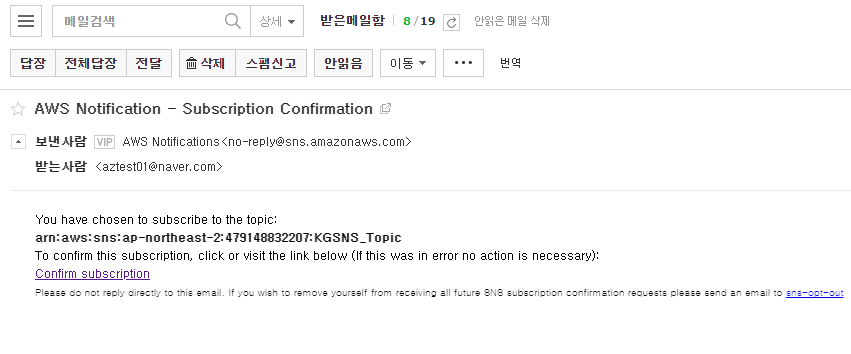 메일검색 상세 받은메일함 8/19 안읽은 메일 삭제
답장 전체답장 전달 삭제 스팸신고 안읽음 이동 ••• 번역
AWS Notification - Subscription Confirmation
보낸사람 VIP AWS Notifications<no-reply@sns.amazonaws.com>
받는사람 <aztest01@naver.com>
You have chosen to subscribe to the topic:
arn:aws:sns:ap-northeast-2:479148832207:KGSNS_Topic
To confirm this subscription, click or visit the link below (If this was in error no action is necessary):
Confirm subscription
Please do not reply directly to this email. If you wish to remove yourself from receiving all future SNS subscription confirmation requests please send an email to sns-opt-out